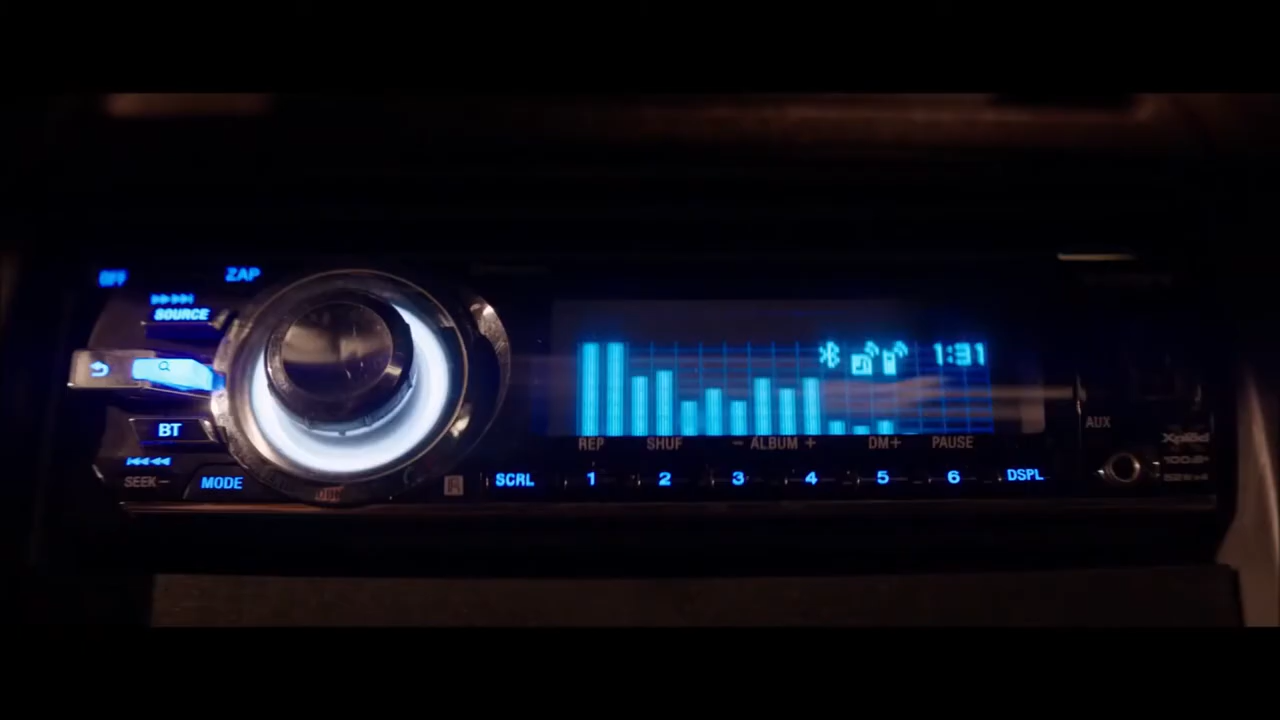 OFF
ZAP
SOURCE
1:31
BT
AUX
REP SHUF - ALBUM + DM+ PAUSE
Xplod
SEEK- MODE
SCRL 1 2 3 4 5 6 DSPL